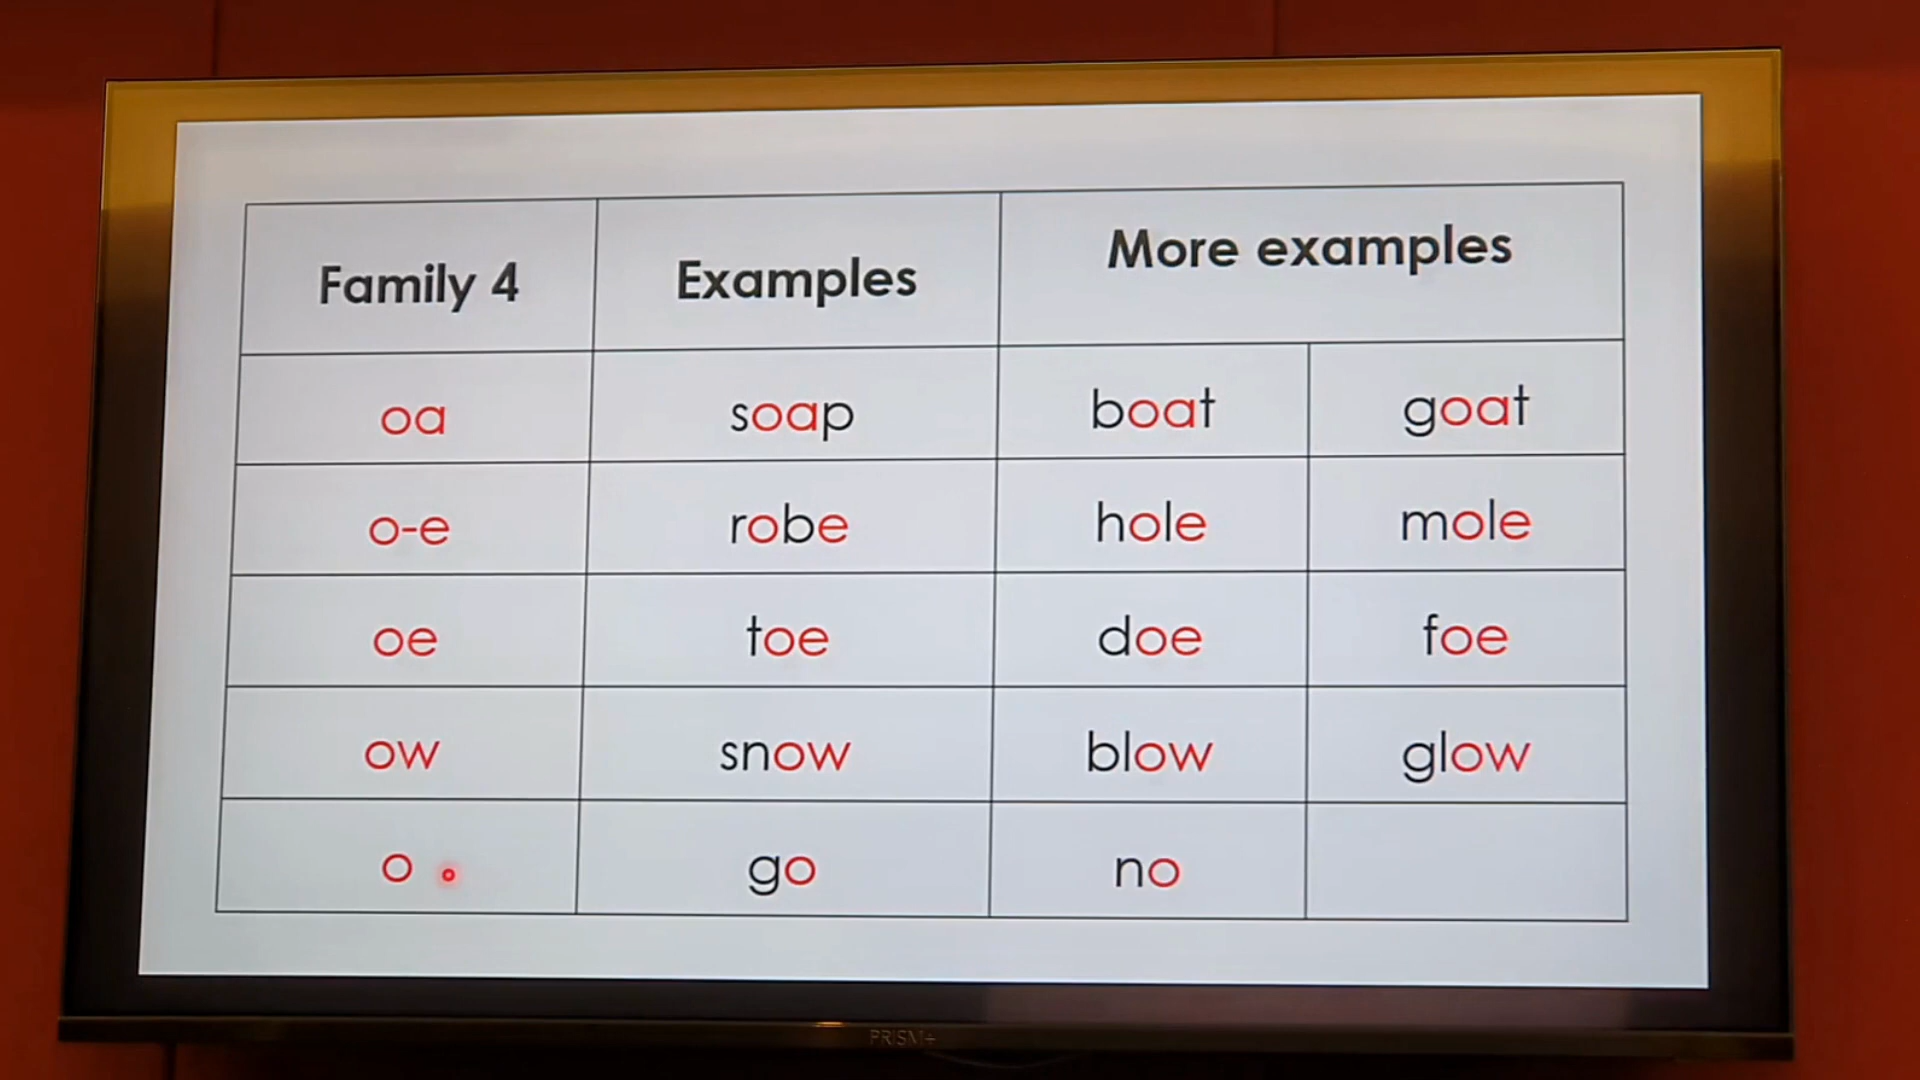 Family 4 Examples More examples
oa soap boat goat
o-e robe hole mole
oe toe doe foe
ow snow blow glow
o go no
PRISM+